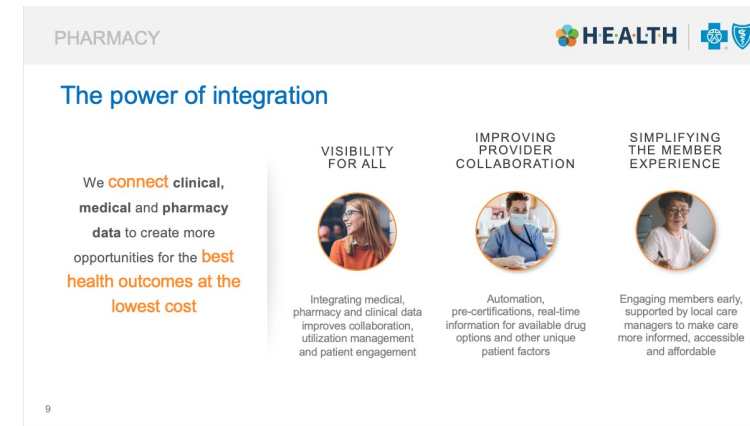 PHARMACY
H·E·A·L·T·H
The power of integration
We connect clinical,
medical and pharmacy
data to create more
opportunities for the best
health outcomes at the
lowest cost
VISIBILITY
FOR ALL
Integrating medical,
pharmacy and clinical data
improves collaboration,
utilization management
and patient engagement
IMPROVING
PROVIDER
COLLABORATION
Automation,
pre-certifications, real-time
information for available drug
options and other unique
patient factors
SIMPLIFYING
THE MEMBER
EXPERIENCE
Engaging members early,
supported by local care
managers to make care
more informed, accessible
and affordable
9